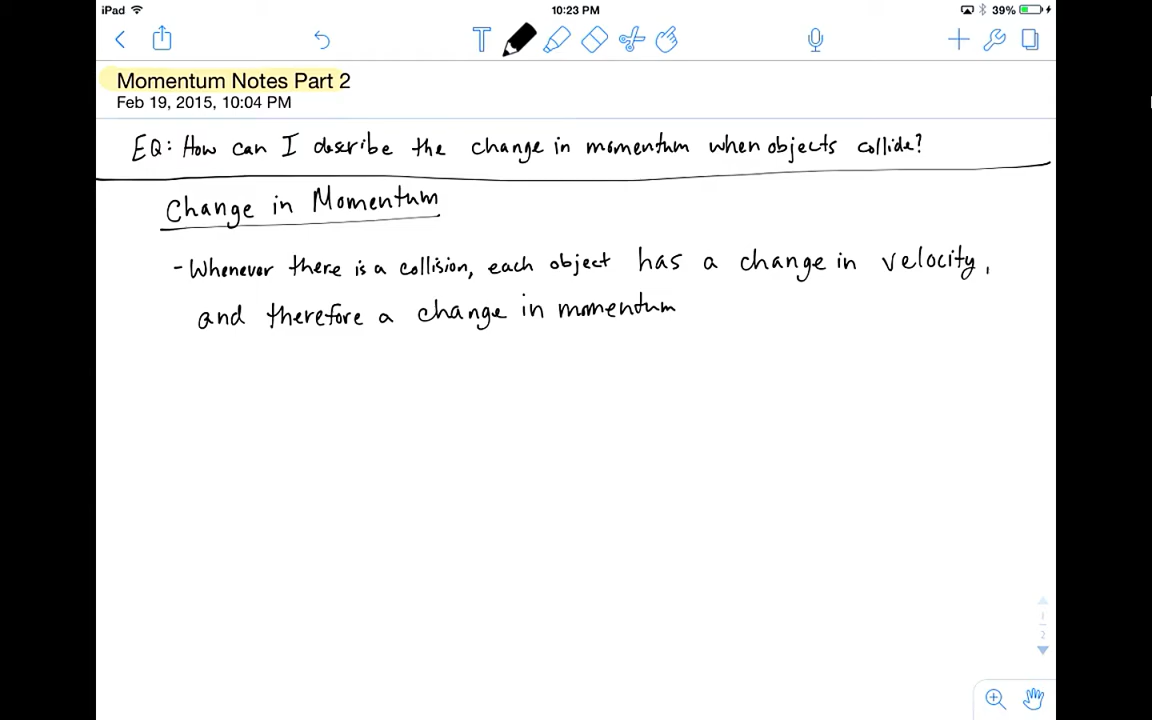 iPad 10:23 PM 39%
T
Momentum Notes Part 2
Feb 19, 2015, 10:04 PM
EQ: How can I describe the change in momentum when objects collide?
Change in Momentum
- Whenever there is a collision, each object has a change in velocity,
and therefore a change in momentum
1
2